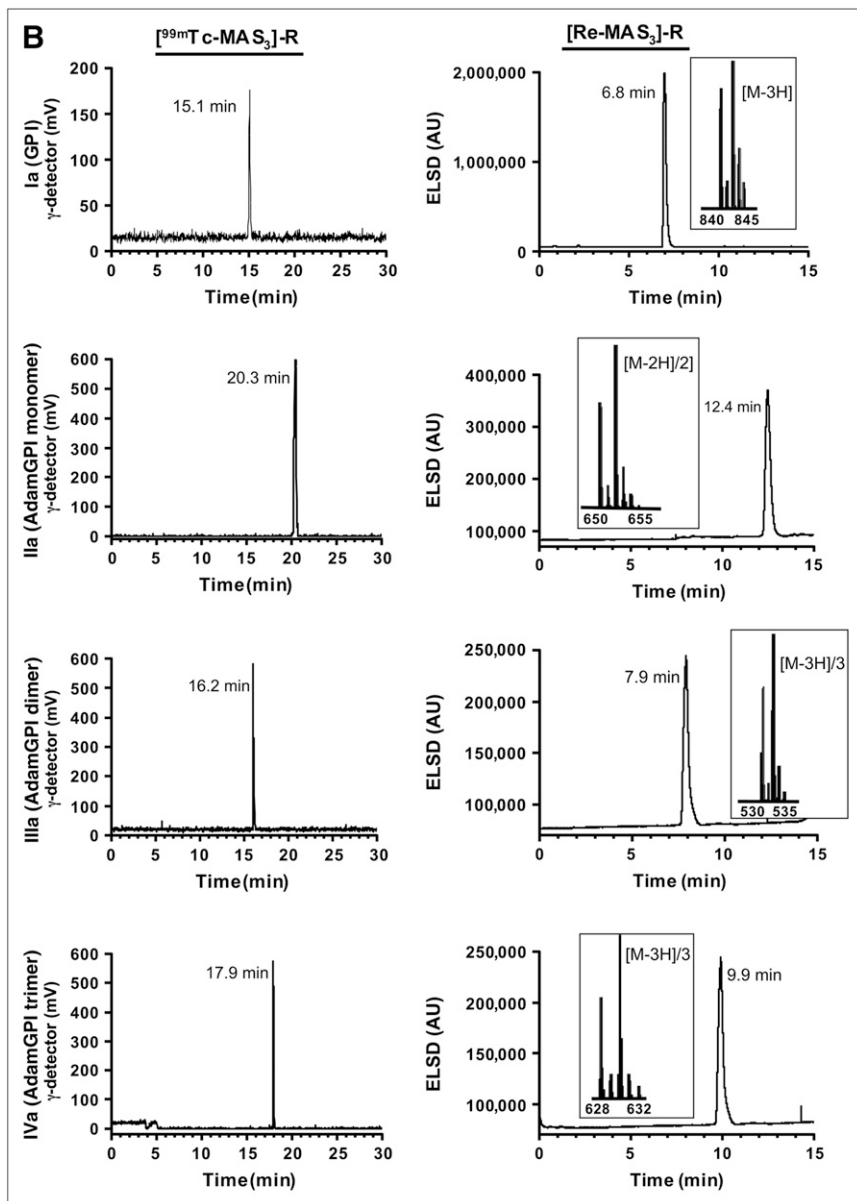 B
[⁹⁹ᵐTc-MAS₃]-R
[Re-MAS₃]-R
Ia (GPI)
γ-detector (mV)
200
150
100
50
0
15.1 min
0 5 10 15 20 25 30
Time (min)
ELSD (AU)
2,000,000
1,000,000
0
6.8 min
[M-3H]
840 845
0 5 10 15
Time (min)
IIa (AdamGPI monomer)
γ-detector (mV)
600
500
400
300
200
100
0
20.3 min
0 5 10 15 20 25 30
Time (min)
ELSD (AU)
400,000
300,000
200,000
100,000
[M-2H]/2]
650 655
12.4 min
0 5 10 15
Time (min)
IIIa (AdamGPI dimer)
γ-detector (mV)
600
500
400
300
200
100
0
16.2 min
0 5 10 15 20 25 30
Time (min)
ELSD (AU)
250,000
200,000
150,000
100,000
7.9 min
[M-3H]/3
530 535
0 5 10 15
Time (min)
IVa (AdamGPI trimer)
γ-detector (mV)
600
500
400
300
200
100
0
17.9 min
0 5 10 15 20 25 30
Time (min)
ELSD (AU)
250,000
200,000
150,000
100,000
[M-3H]/3
628 632
9.9 min
0 5 10 15
Time (min)